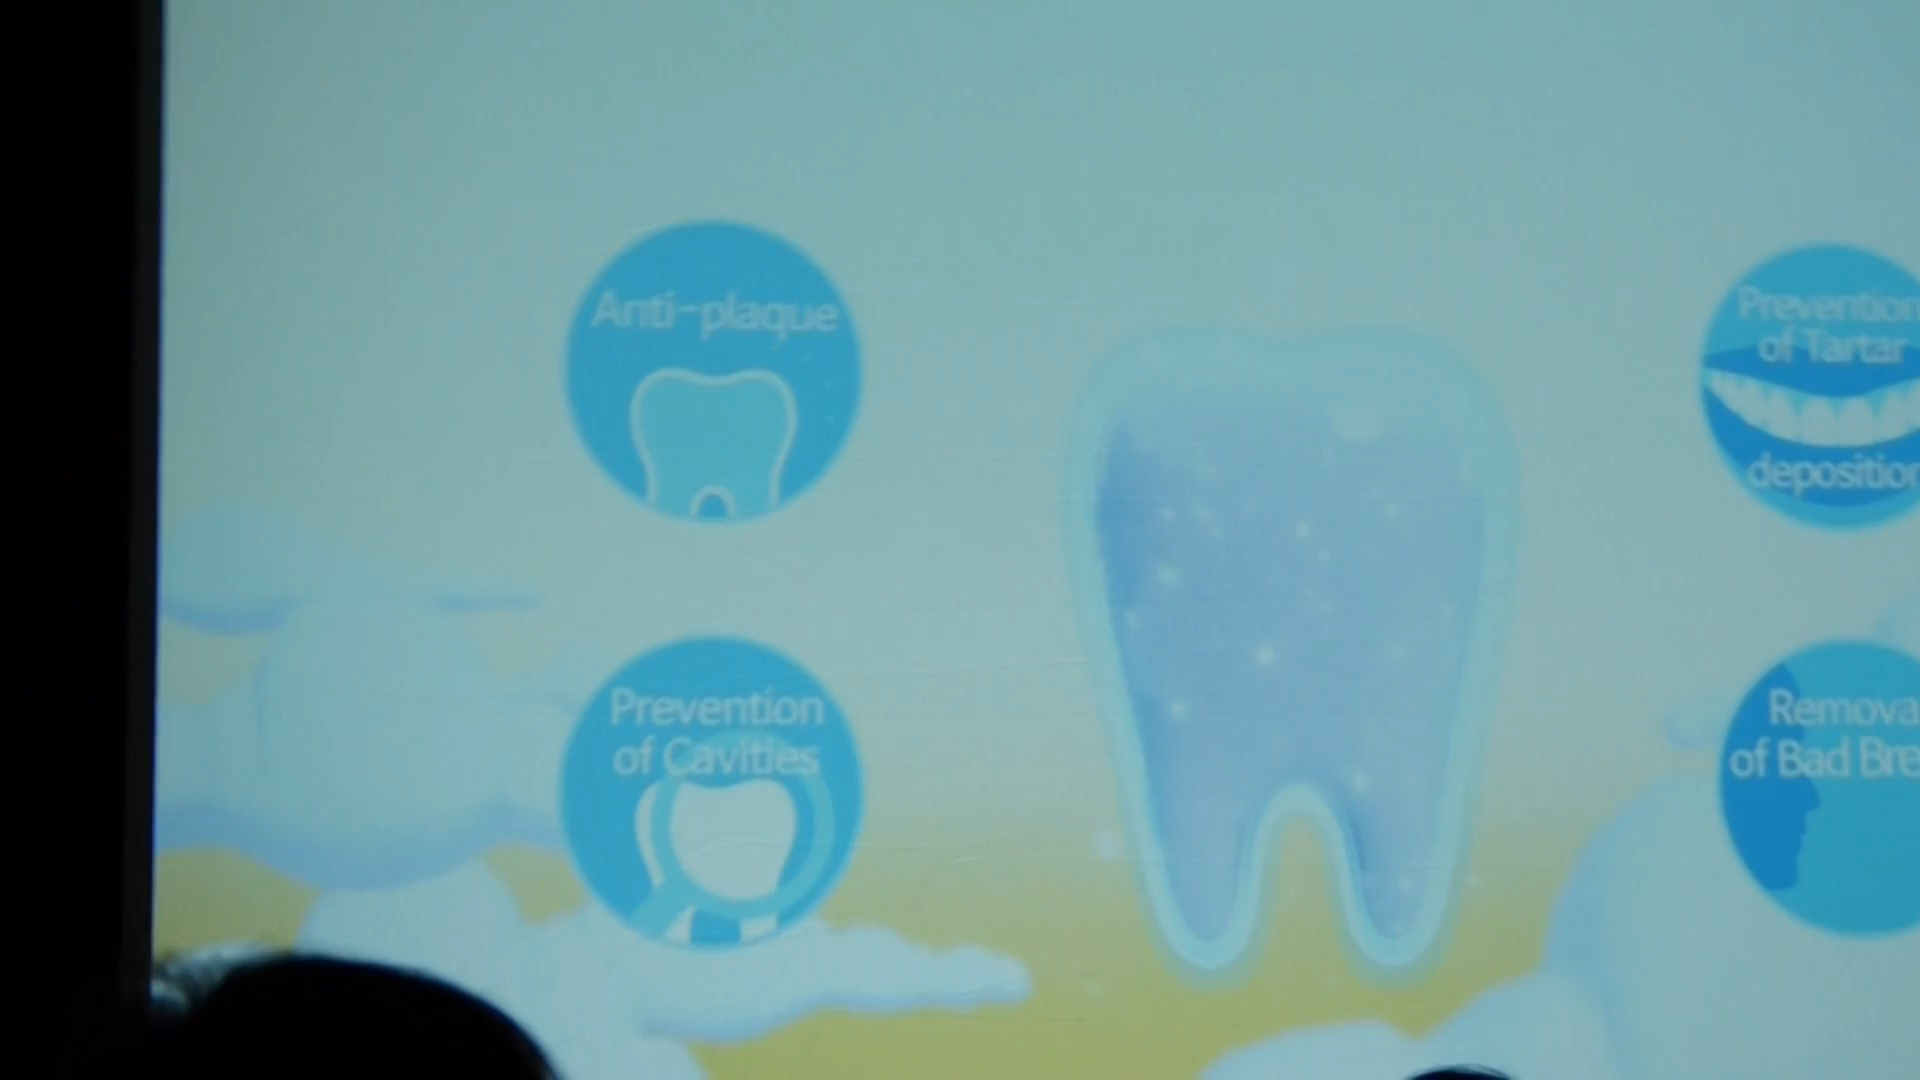 Anti-plaque
Prevention
of Cavities
Prevention
of Tartar
deposition
of Bad